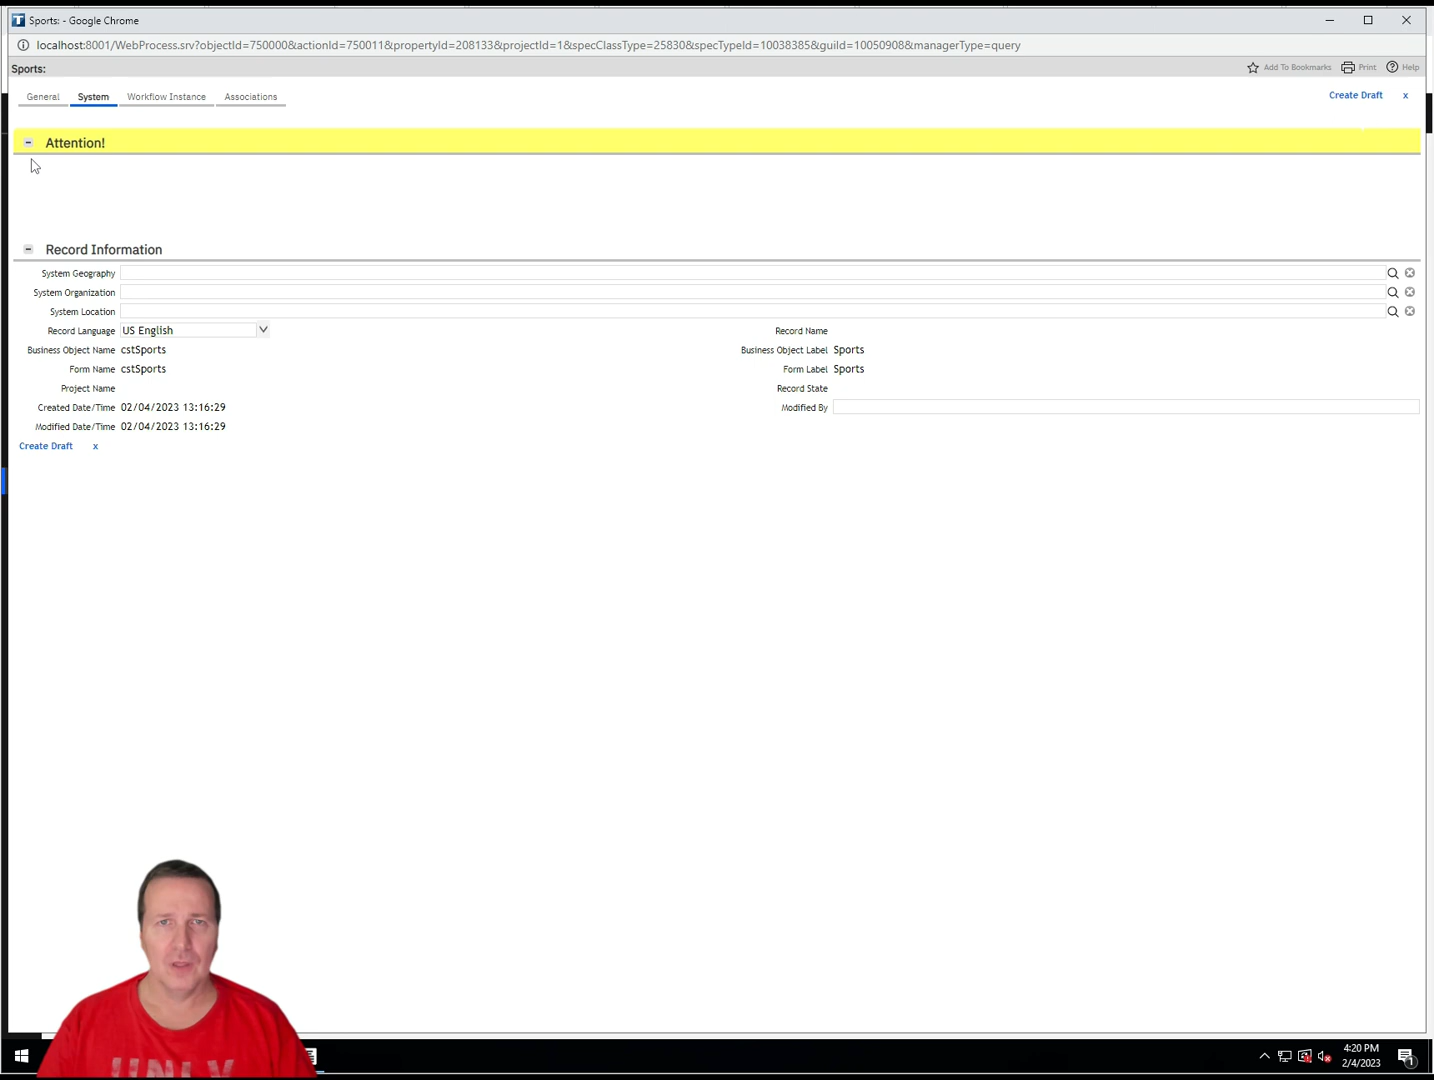 Sports: - Google Chrome
localhost:8001/WebProcess.srv?objectId=750000&actionId=750011&propertyId=208133&projectId=1&specClassType=25830&specTypeId=10038385&guiId=10050908&managerType=query
Sports:
Add To Bookmarks Print Help
General System Workflow Instance Associations Create Draft x
Attention!
Record Information
System Geography
System Organization
System Location
Record Language US English Record Name
Business Object Name cstSports Business Object Label Sports
Form Name cstSports Form Label Sports
Project Name Record State
Created Date/Time 02/04/2023 13:16:29 Modified By
Modified Date/Time 02/04/2023 13:16:29
Create Draft x
UNLV
4:20 PM
2/4/2023
1